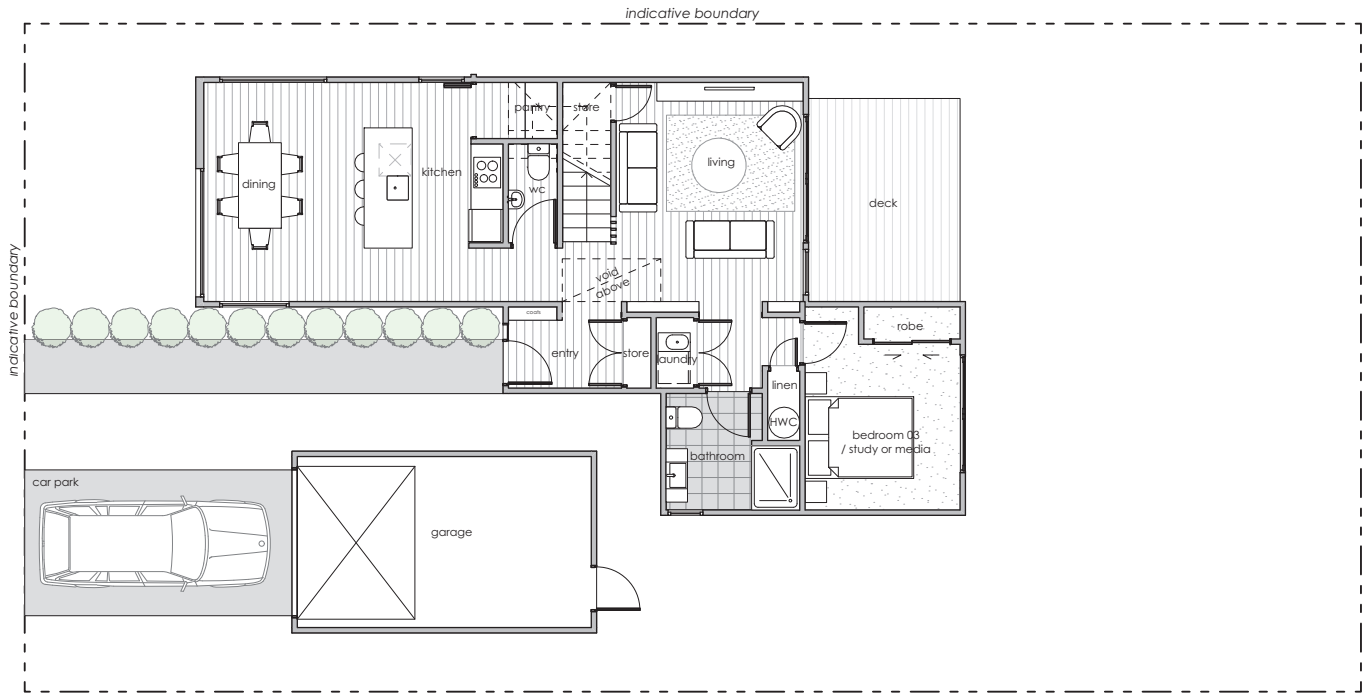 indicative boundary
pantry
store
dining
kitchen
wc
living
deck
void
above
indicative boundary
coats
entry
store
laundry
robe
linen
HWC
bedroom 03
/ study or media
bathroom
car park
garage